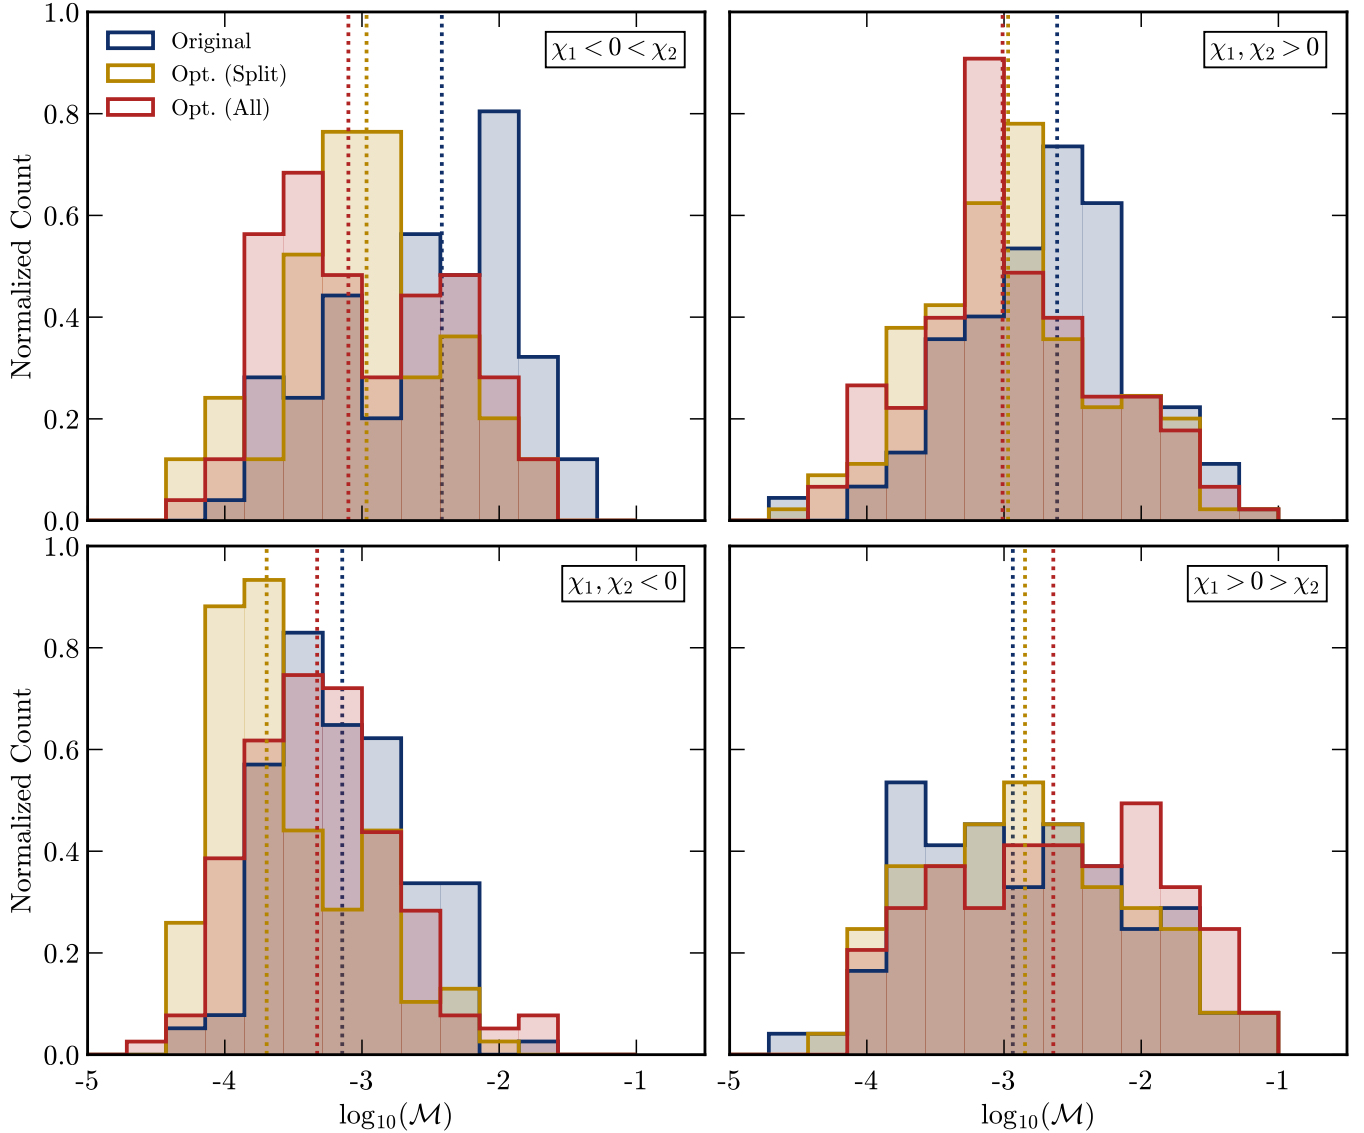 1.0
0.8
0.6
0.4
0.2
0.0
Normalized Count
Original
Opt. (Split)
Opt. (All)
χ₁ < 0 < χ₂
χ₁, χ₂ > 0
1.0
0.8
0.6
0.4
0.2
0.0
Normalized Count
χ₁, χ₂ < 0
χ₁ > 0 > χ₂
-5 -4 -3 -2 -1
-5 -4 -3 -2 -1
log₁₀(ℳ)
log₁₀(ℳ)